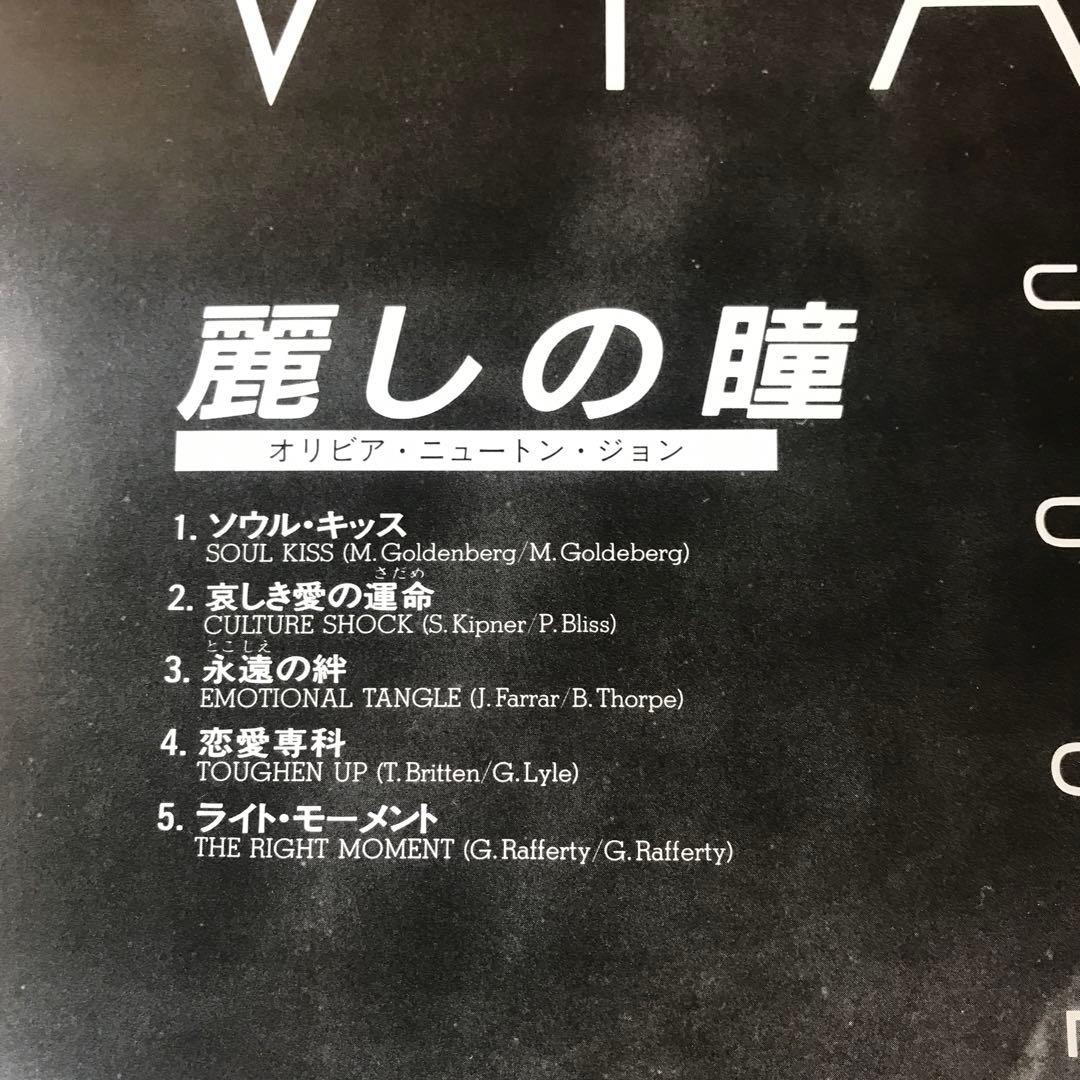 VIA
麗しの瞳
オリビア・ニュートン・ジョン
1. ソウル・キッス
SOUL KISS (M. Goldenberg/M. Goldeberg)
さだめ
2. 哀しき愛の運命
CULTURE SHOCK (S. Kipner/P. Bliss)
とこしえ
3. 永遠の絆
EMOTIONAL TANGLE (J. Farrar/B. Thorpe)
4. 恋愛専科
TOUGHEN UP (T. Britten/G. Lyle)
5. ライト・モーメント
THE RIGHT MOMENT (G. Rafferty/G. Rafferty)